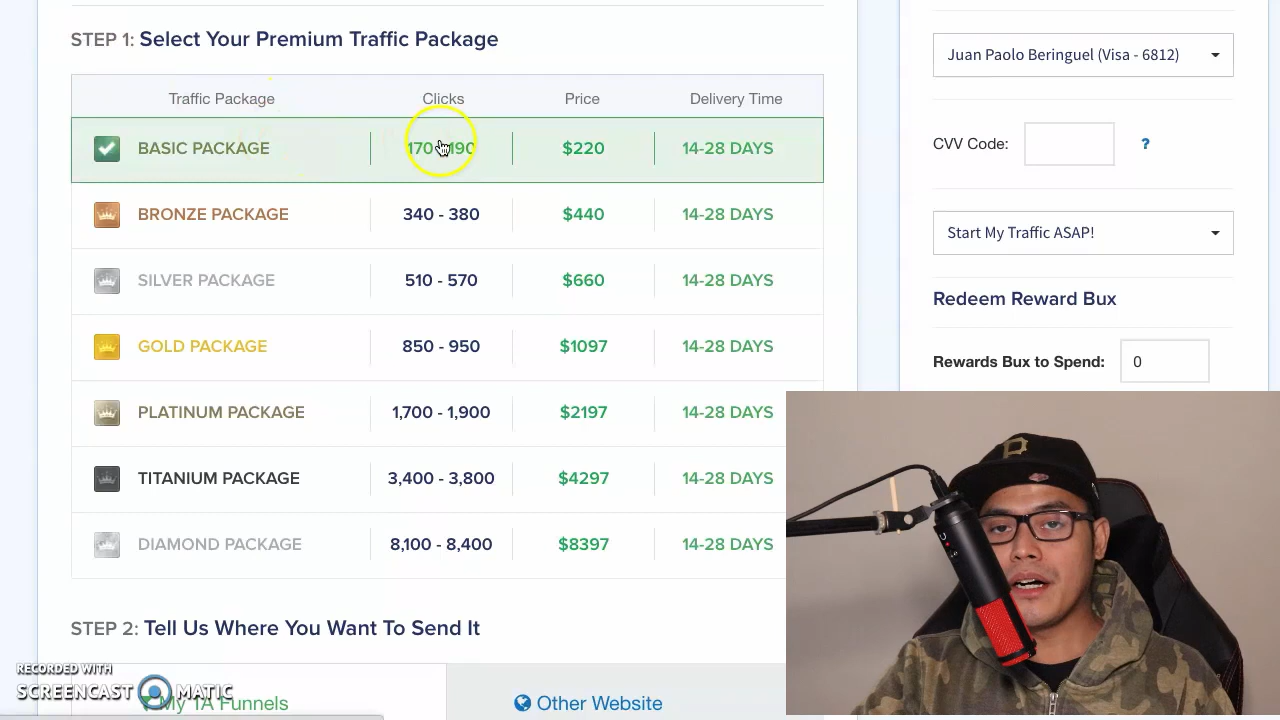 STEP 1: Select Your Premium Traffic Package
Traffic Package Clicks Price Delivery Time
BASIC PACKAGE 170 - 190 $220 14-28 DAYS
BRONZE PACKAGE 340 - 380 $440 14-28 DAYS
SILVER PACKAGE 510 - 570 $660 14-28 DAYS
GOLD PACKAGE 850 - 950 $1097 14-28 DAYS
PLATINUM PACKAGE 1,700 - 1,900 $2197 14-28 DAYS
TITANIUM PACKAGE 3,400 - 3,800 $4297 14-28 DAYS
DIAMOND PACKAGE 8,100 - 8,400 $8397 14-28 DAYS
STEP 2: Tell Us Where You Want To Send It
My TA Funnels Other Website
Juan Paolo Beringuel (Visa - 6812)
CVV Code: ?
Start My Traffic ASAP!
Redeem Reward Bux
Rewards Bux to Spend: 0
P
RECORDED WITH
SCREENCAST MATIC